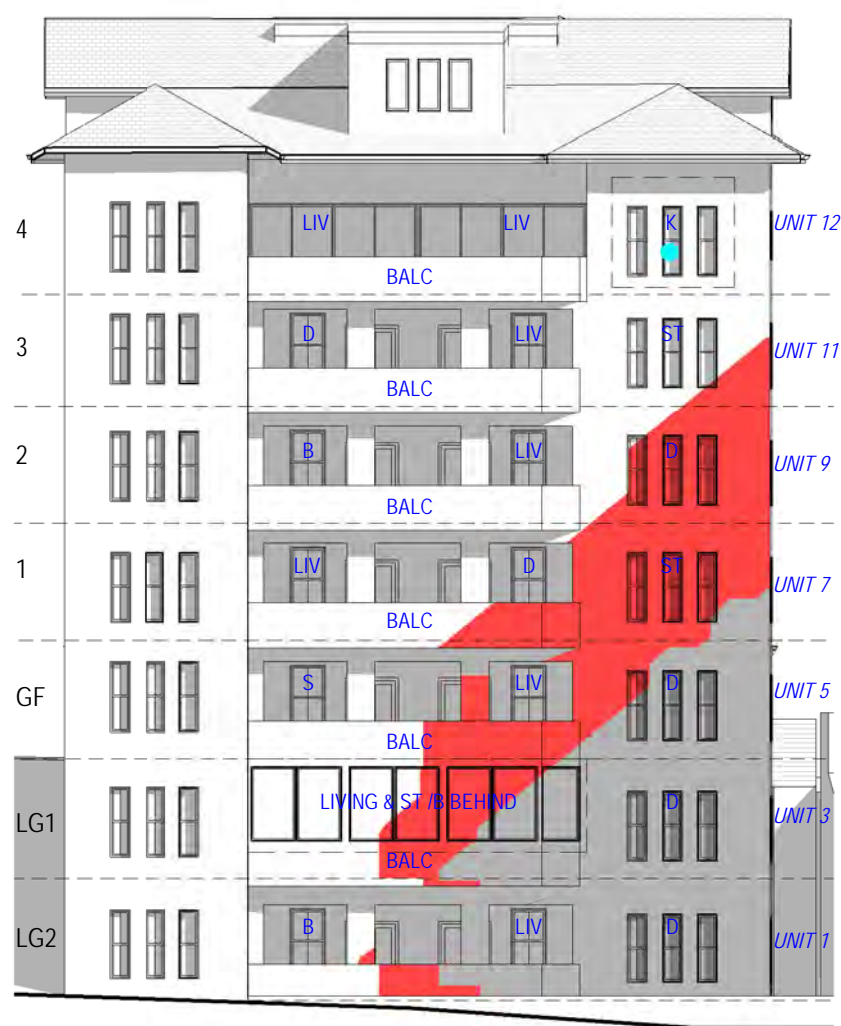 4 LIV LIV K UNIT 12
BALC
3 D LIV ST UNIT 11
BALC
2 B LIV D UNIT 9
BALC
1 LIV D ST UNIT 7
BALC
GF S LIV D UNIT 5
BALC
LG1 LIVING & ST /B BEHIND D UNIT 3
BALC
LG2 B LIV D UNIT 1